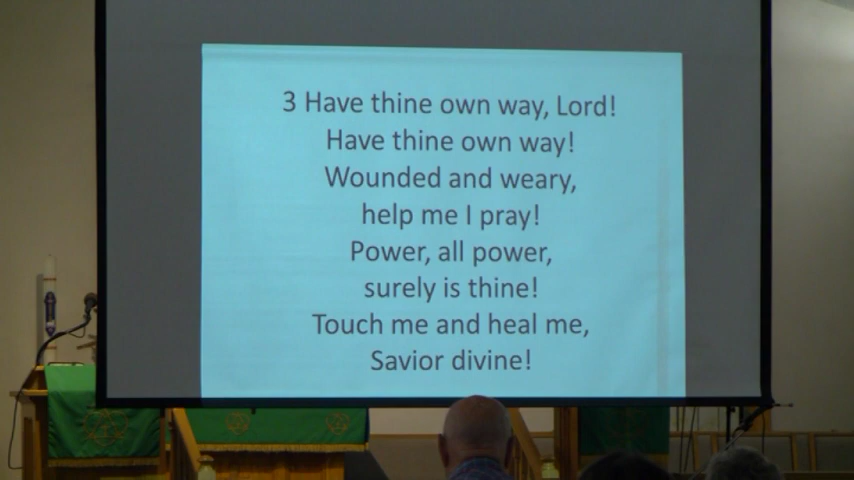 3 Have thine own way, Lord!
Have thine own way!
Wounded and weary,
help me I pray!
Power, all power,
surely is thine!
Touch me and heal me,
Savior divine!